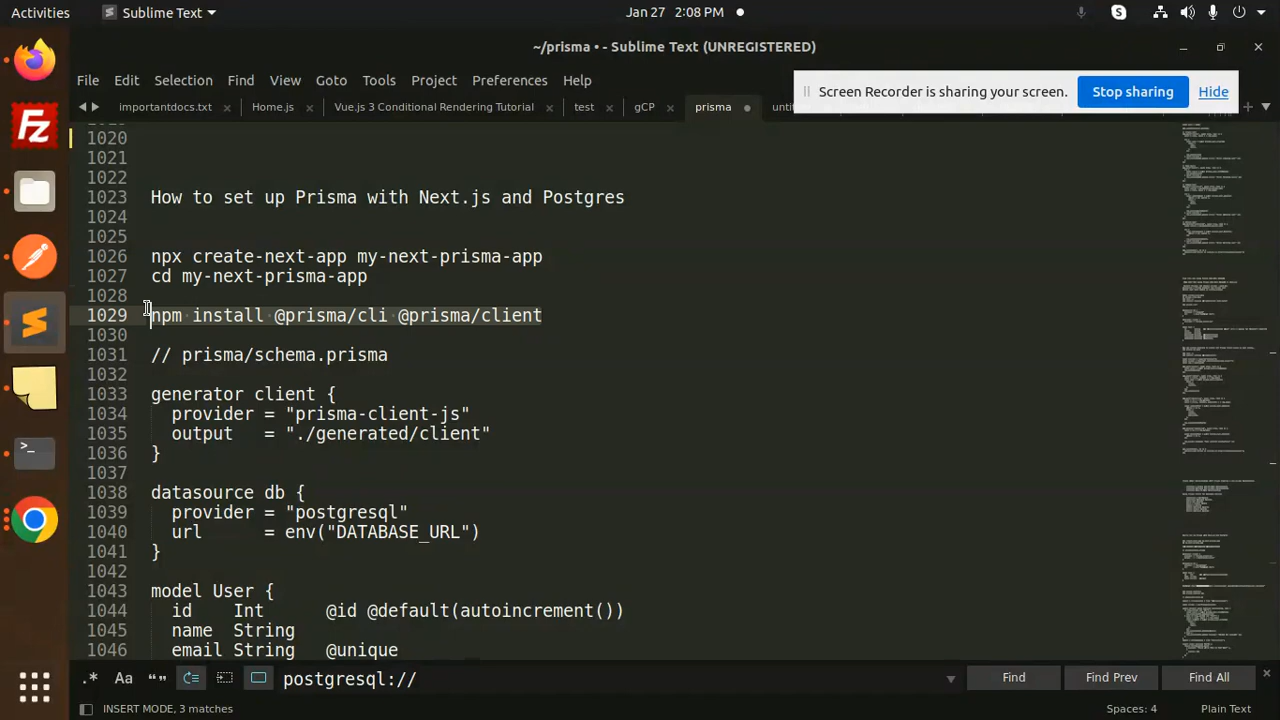 Activities
Sublime Text
Jan 27 2:08 PM
~/prisma • - Sublime Text (UNREGISTERED)
File Edit Selection Find View Goto Tools Project Preferences Help
Screen Recorder is sharing your screen. Stop sharing Hide
importantdocs.txt Home.js Vue.js 3 Conditional Rendering Tutorial test gCP prisma
1020
1021
1022
1023 How to set up Prisma with Next.js and Postgres
1024
1025
1026 npx create-next-app my-next-prisma-app
1027 cd my-next-prisma-app
1028
1029 npm install @prisma/cli @prisma/client
1030
1031 // prisma/schema.prisma
1032
1033 generator client {
1034 provider = "prisma-client-js"
1035 output = "./generated/client"
1036 }
1037
1038 datasource db {
1039 provider = "postgresql"
1040 url = env("DATABASE_URL")
1041 }
1042
1043 model User {
1044 id Int @id @default(autoincrement())
1045 name String
1046 email String @unique
.* Aa postgresql:// Find Find Prev Find All
INSERT MODE, 3 matches Spaces: 4 Plain Text